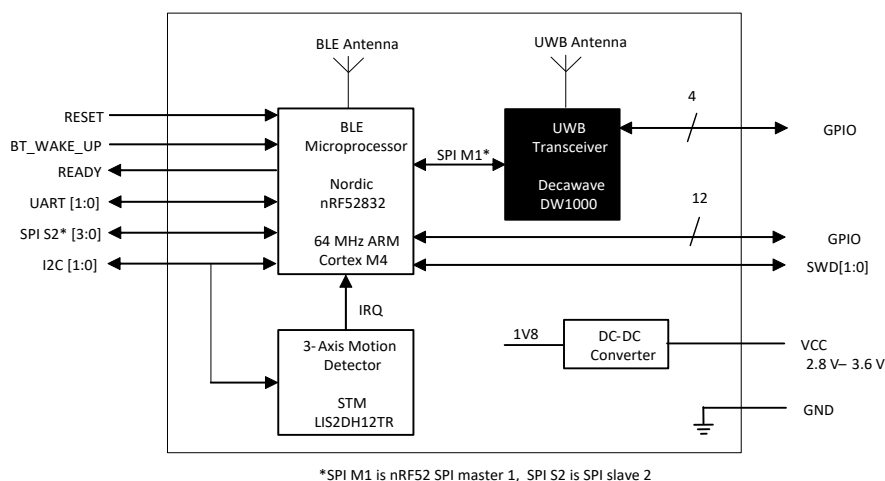 BLE Antenna
UWB Antenna
RESET
BT_WAKE_UP
READY
UART [1:0]
SPI S2* [3:0]
I2C [1:0]
BLE
Microprocessor
Nordic
nRF52832
64 MHz ARM
Cortex M4
SPI M1*
UWB
Transceiver
Decawave
DW1000
4
GPIO
12
GPIO
SWD[1:0]
IRQ
3-Axis Motion
Detector
STM
LIS2DH12TR
1V8
DC-DC
Converter
VCC
2.8 V– 3.6 V
GND
*SPI M1 is nRF52 SPI master 1, SPI S2 is SPI slave 2